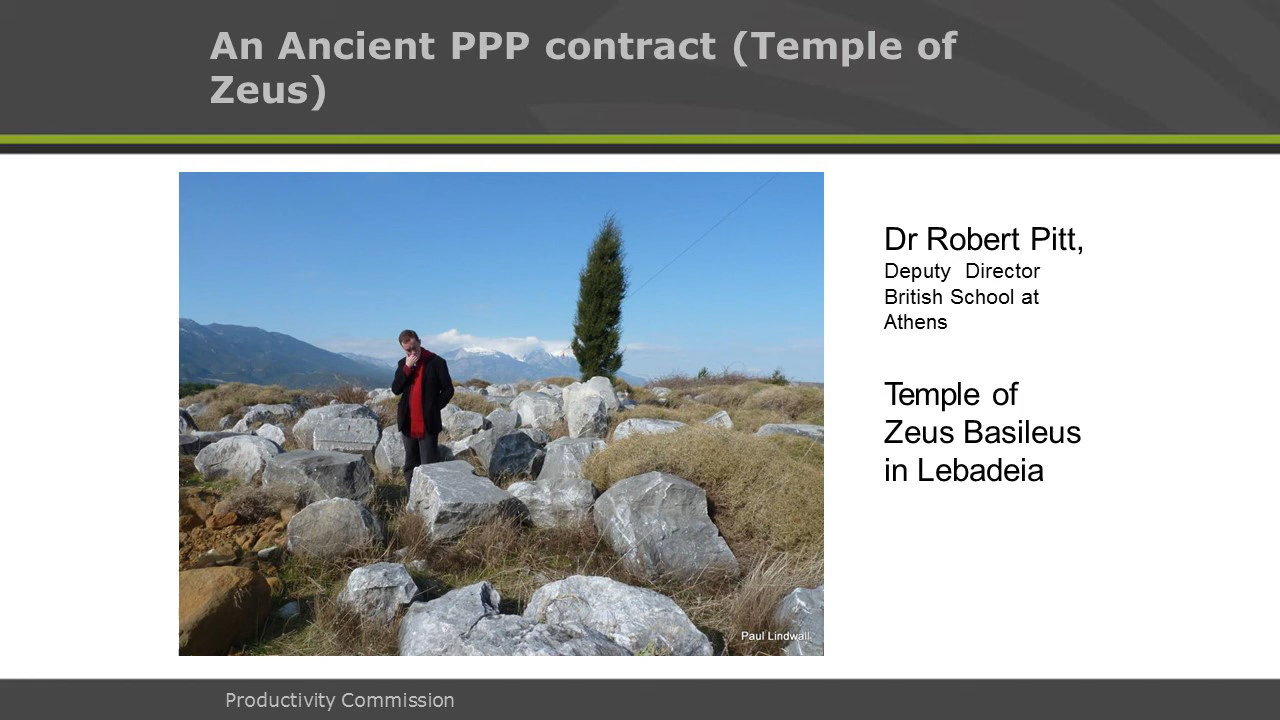 An Ancient PPP contract (Temple of
Zeus)
Dr Robert Pitt,
Deputy Director
British School at
Athens
Temple of
Zeus Basileus
in Lebadeia
Paul Lindwall
Productivity Commission